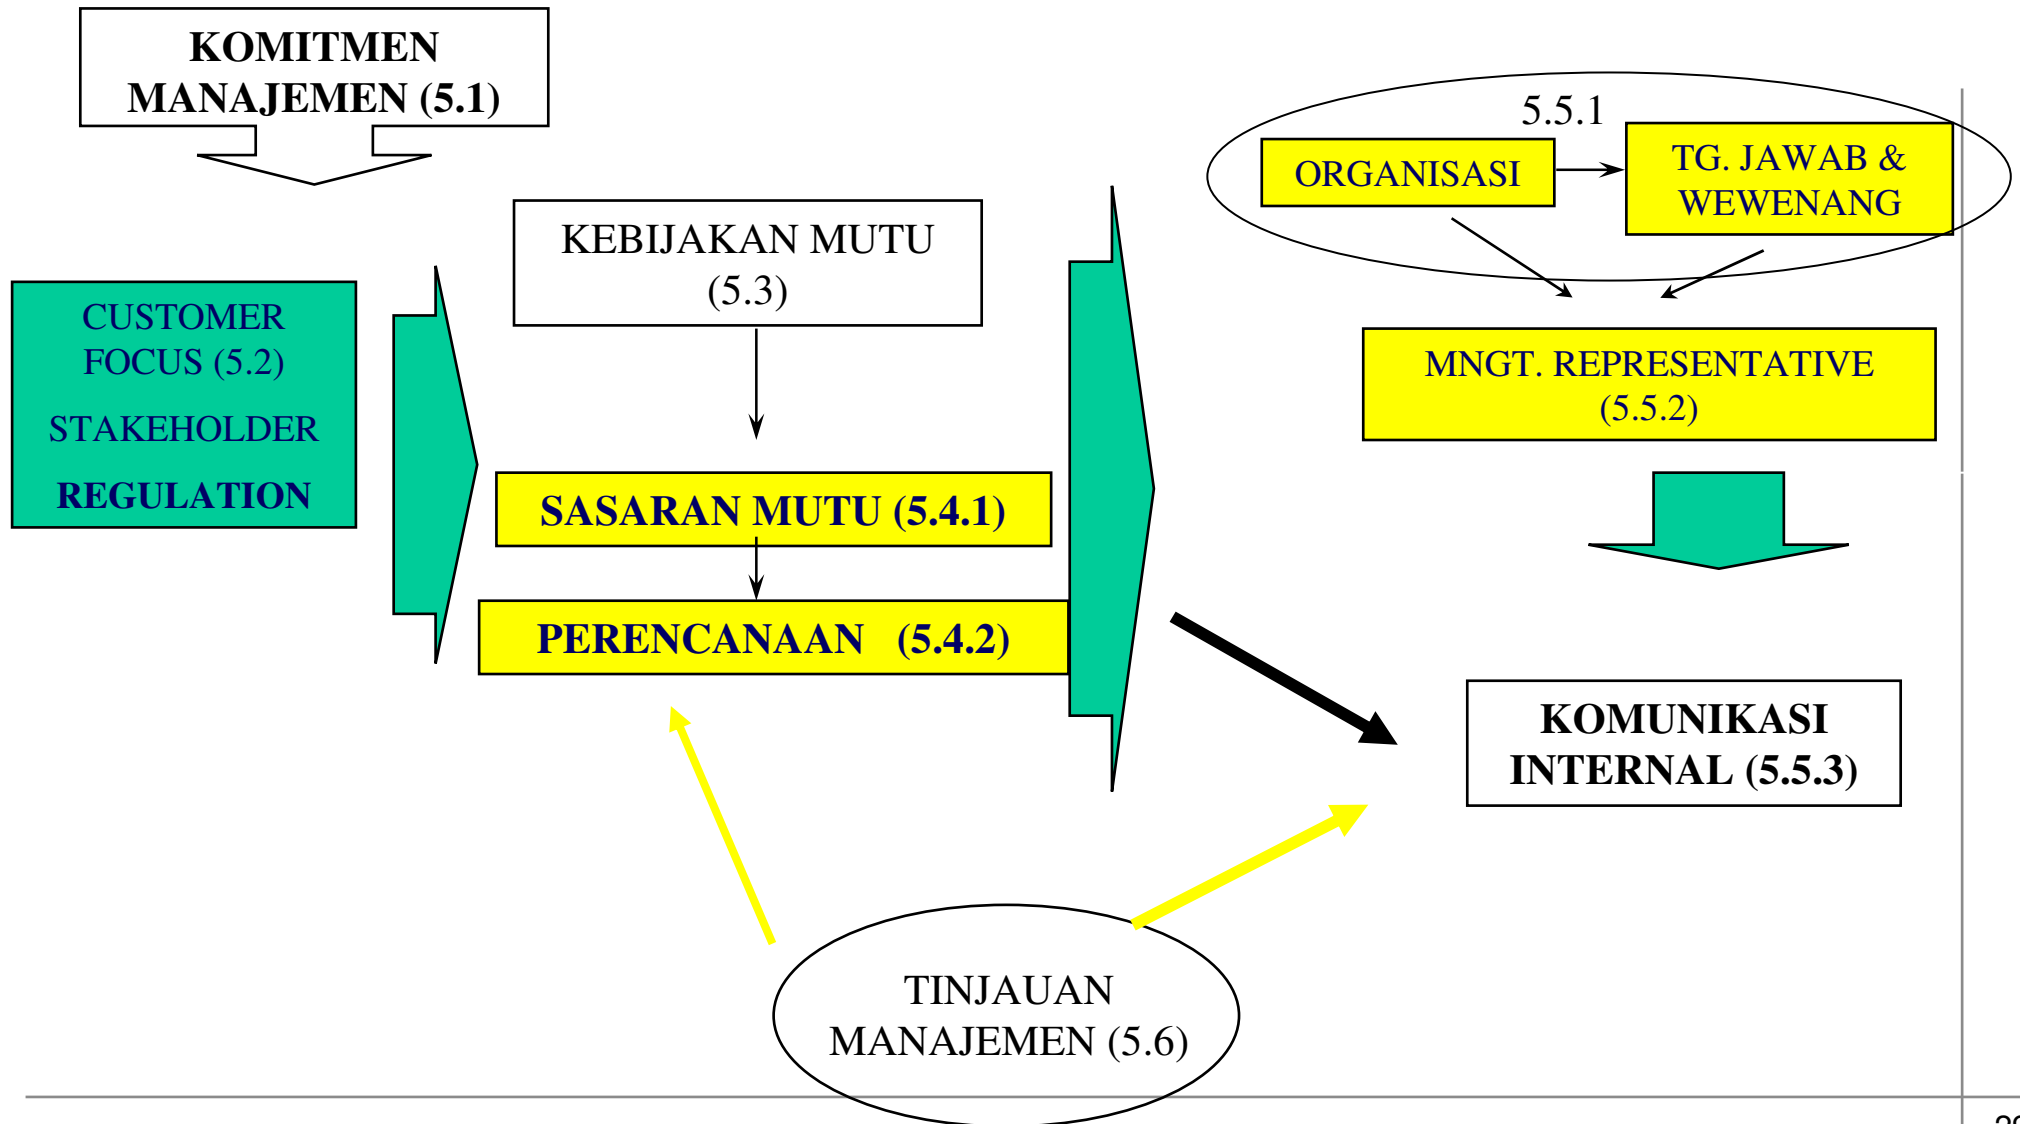 KOMITMEN
MANAJEMEN (5.1)
CUSTOMER
FOCUS (5.2)
STAKEHOLDER
REGULATION
KEBIJAKAN MUTU
(5.3)
SASARAN MUTU (5.4.1)
PERENCANAAN (5.4.2)
5.5.1
ORGANISASI
TG. JAWAB &
WEWENANG
MNGT. REPRESENTATIVE
(5.5.2)
KOMUNIKASI
INTERNAL (5.5.3)
TINJAUAN
MANAJEMEN (5.6)